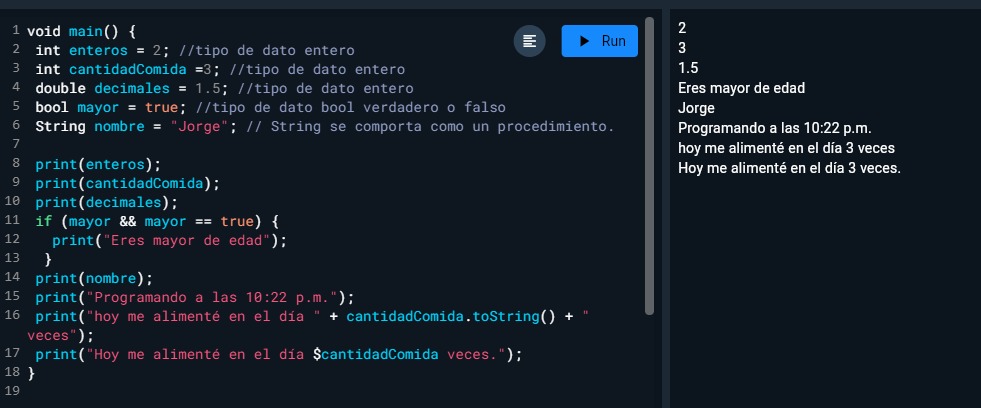 1 void main() {
2 int enteros = 2; //tipo de dato entero
3 int cantidadComida =3; //tipo de dato entero
4 double decimales = 1.5; //tipo de dato entero
5 bool mayor = true; //tipo de dato bool verdadero o falso
6 String nombre = "Jorge"; // String se comporta como un procedimiento.
7
8 print(enteros);
9 print(cantidadComida);
10 print(decimales);
11 if (mayor && mayor == true) {
12 print("Eres mayor de edad");
13 }
14 print(nombre);
15 print("Programando a las 10:22 p.m.");
16 print("hoy me alimenté en el día " + cantidadComida.toString() + "
veces");
17 print("Hoy me alimenté en el día $cantidadComida veces.");
18 }
19
Run
2
3
1.5
Eres mayor de edad
Jorge
Programando a las 10:22 p.m.
hoy me alimenté en el día 3 veces
Hoy me alimenté en el día 3 veces.